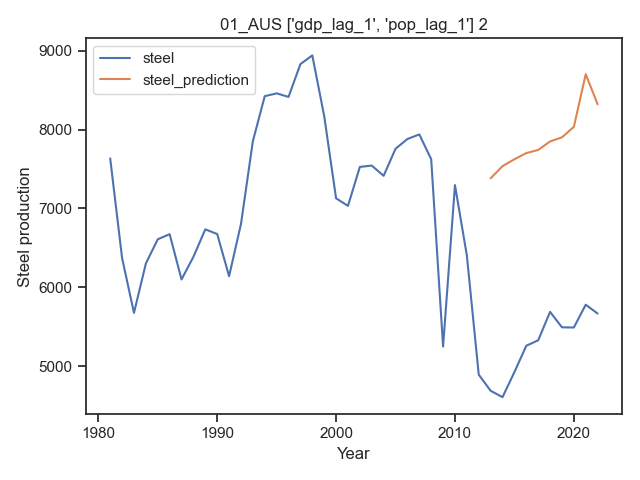 01_AUS ['gdp_lag_1', 'pop_lag_1'] 2
steel
steel_prediction
9000
8000
7000
6000
5000
Steel production
1980
1990
2000
2010
2020
Year